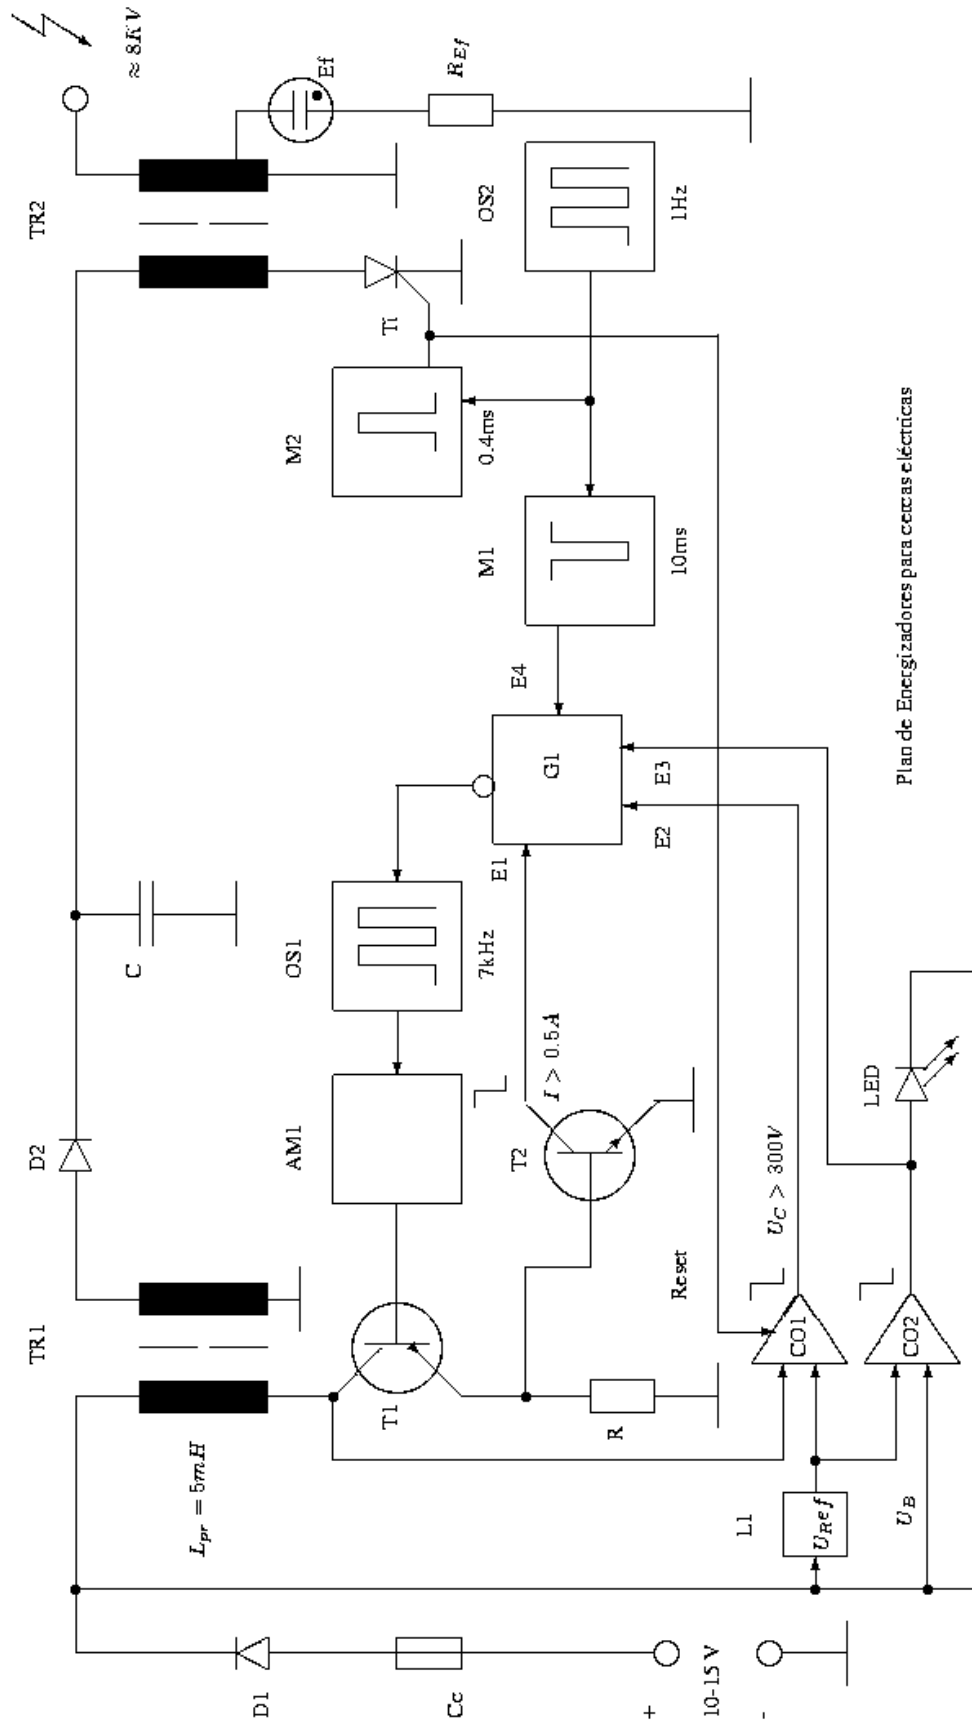 ≈ 8KV
TR2
Ef
R_Ef
OS2
1Hz
Ti
M2
0.4ms
M1
10ms
E4
G1
E3
E2
E1
C
OS1
7kHz
D2
AM1
I > 0.5A
T2
LED
U_C > 300V
TR1
Reset
T1
R
CO1
CO2
L_pr = 5mH
L1
U_Ref
U_B
D1
Cc
+
10-15 V
-
Plan de Energizadores para cercas eléctricas